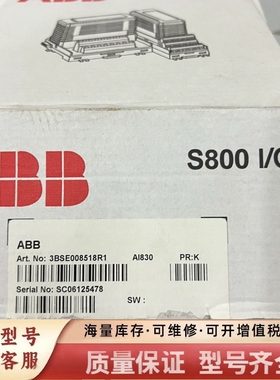 ABB
ABB
S800 I/O
ABB
Art. No: 3BSE008518R1 AI830 PR:K
Serial No: SC06125478
SW :
型号
客服
海量库存·可维修·可开增值税
质量保证 型号齐